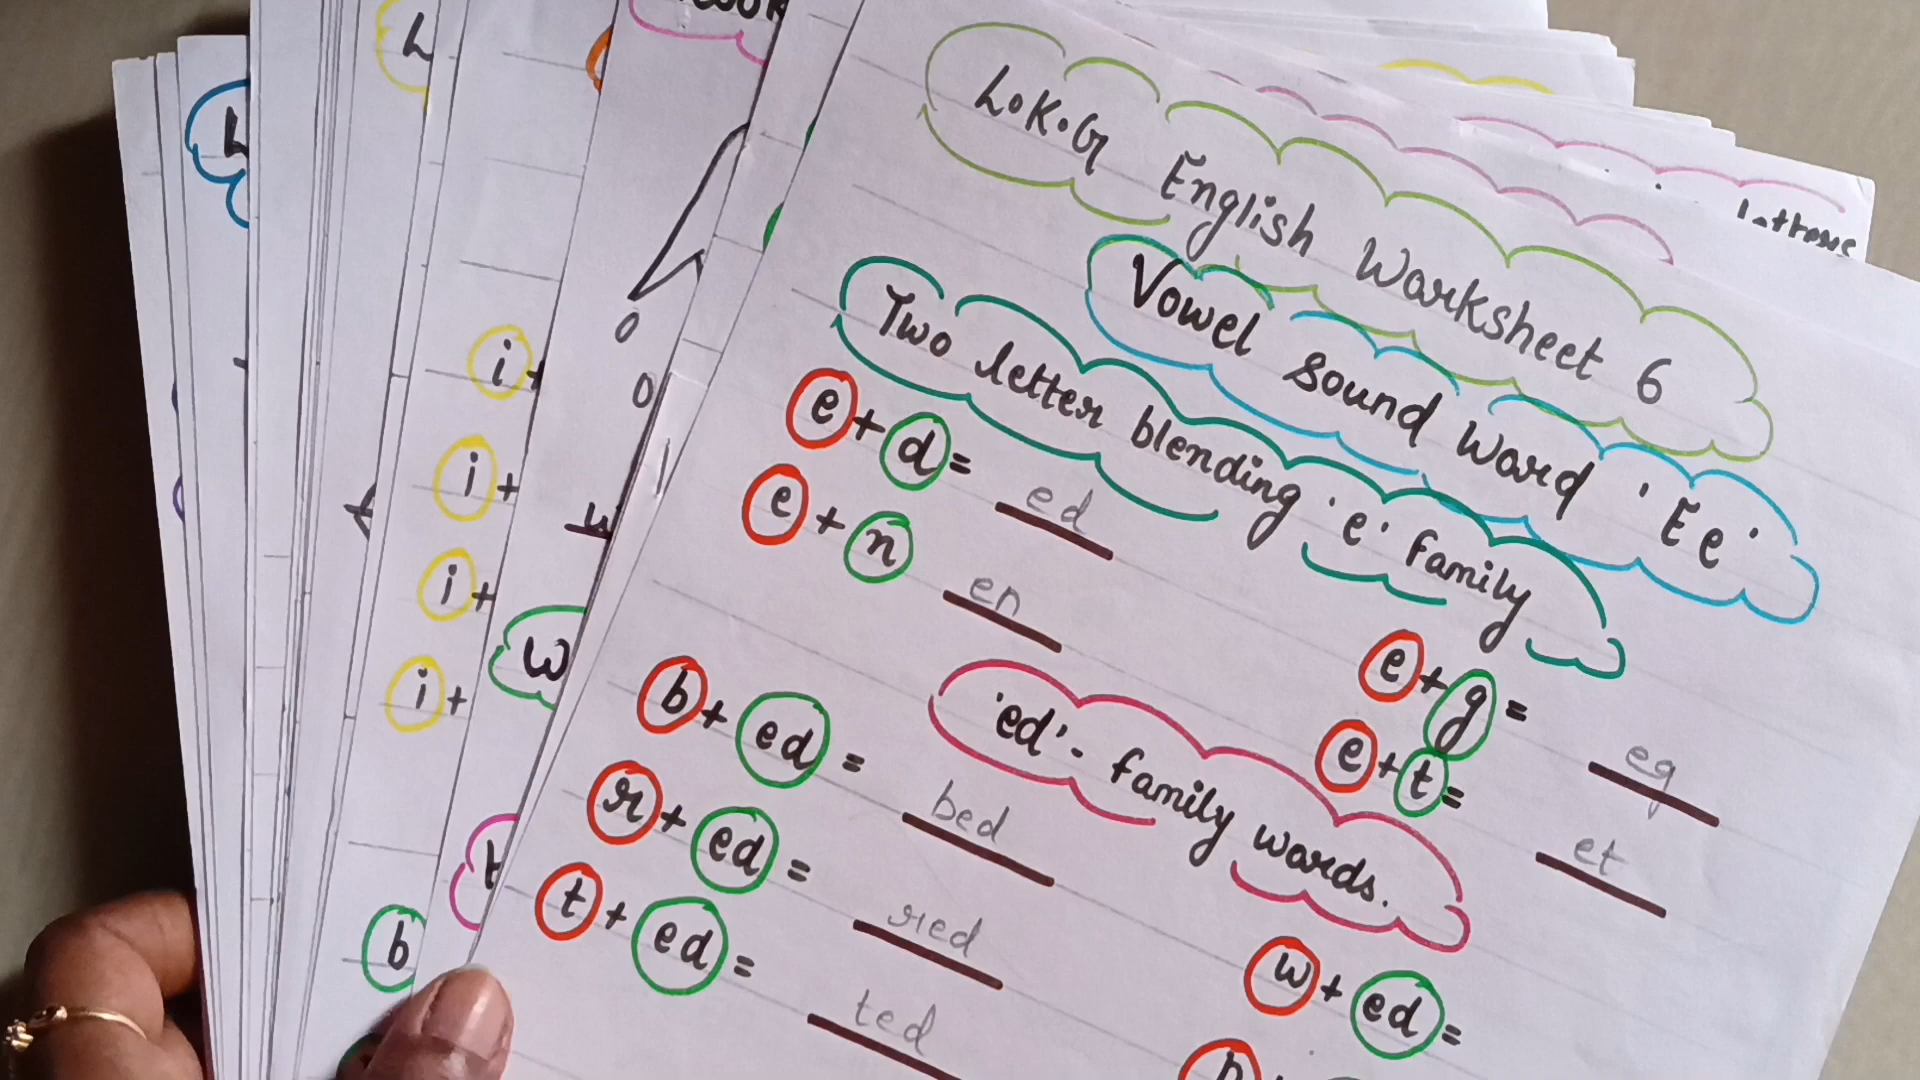 L.K.G English Worksheet 6
Vowel Sound Word 'Ee'
Two letter blending 'e' family
e + d = ed
e + n en
e + g = eg
e + t = et
'ed' - family words.
b + ed = bed
r + ed = red
t + ed = ted
w + ed =
letters
i +
i +
i +
i +
b